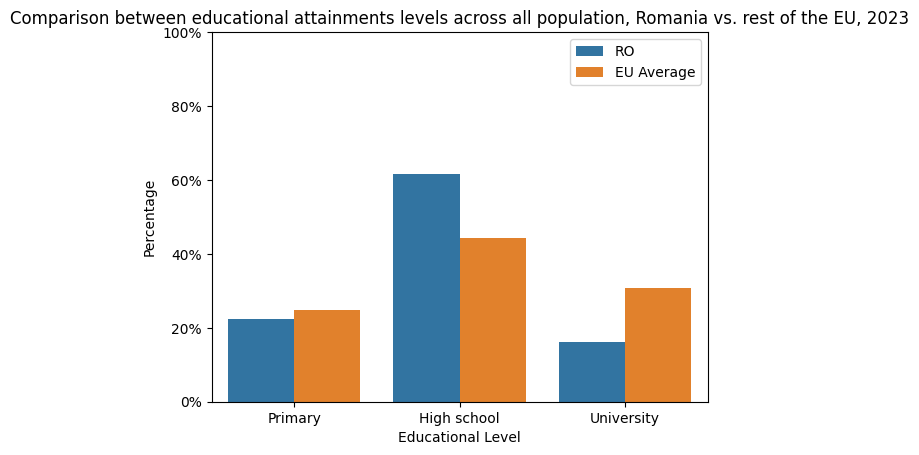 Comparison between educational attainments levels across all population, Romania vs. rest of the EU, 2023
100%
80%
60%
40%
20%
0%
Percentage
RO
EU Average
Primary
High school
University
Educational Level